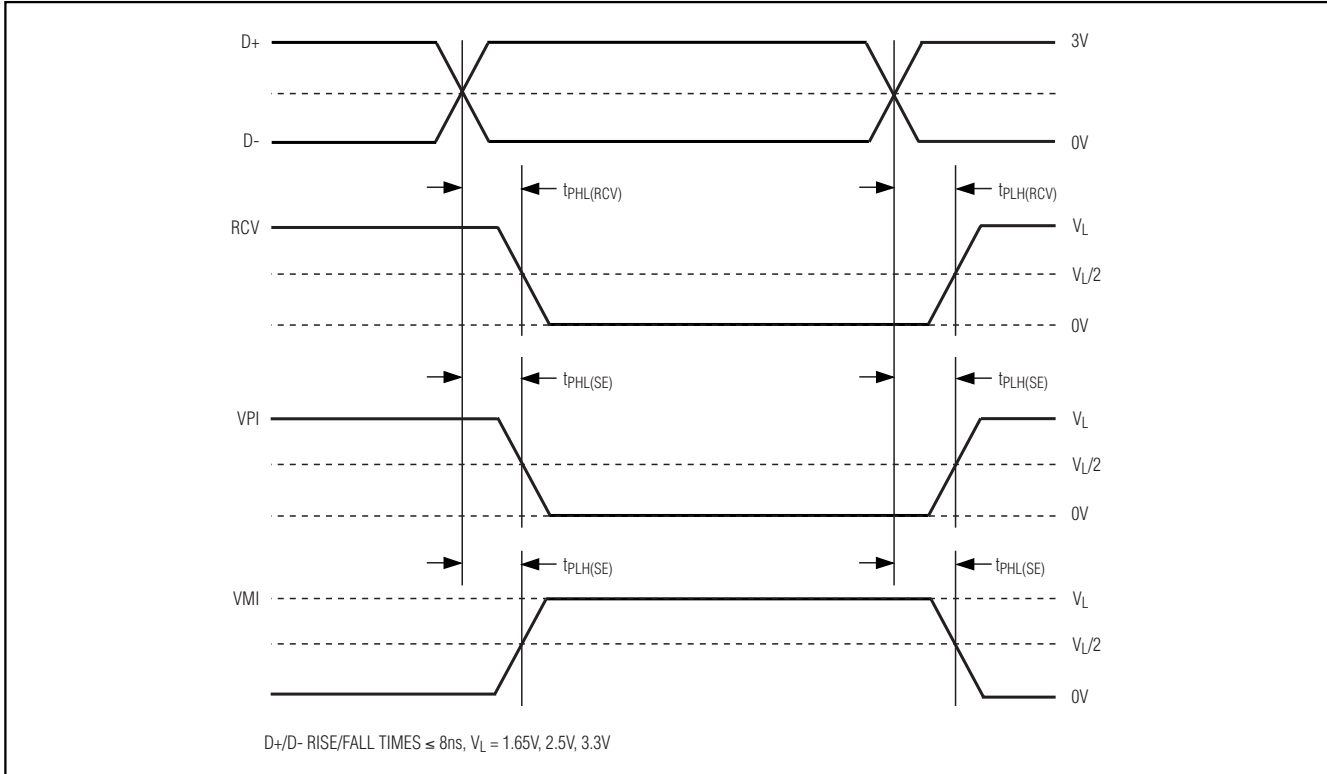 D+
3V
D-
0V
tPHL(RCV)
tPLH(RCV)
RCV
VL
VL/2
0V
tPHL(SE)
tPLH(SE)
VPI
VL
VL/2
0V
tPLH(SE)
tPHL(SE)
VMI
VL
VL/2
0V
D+/D- RISE/FALL TIMES ≤ 8ns, VL = 1.65V, 2.5V, 3.3V